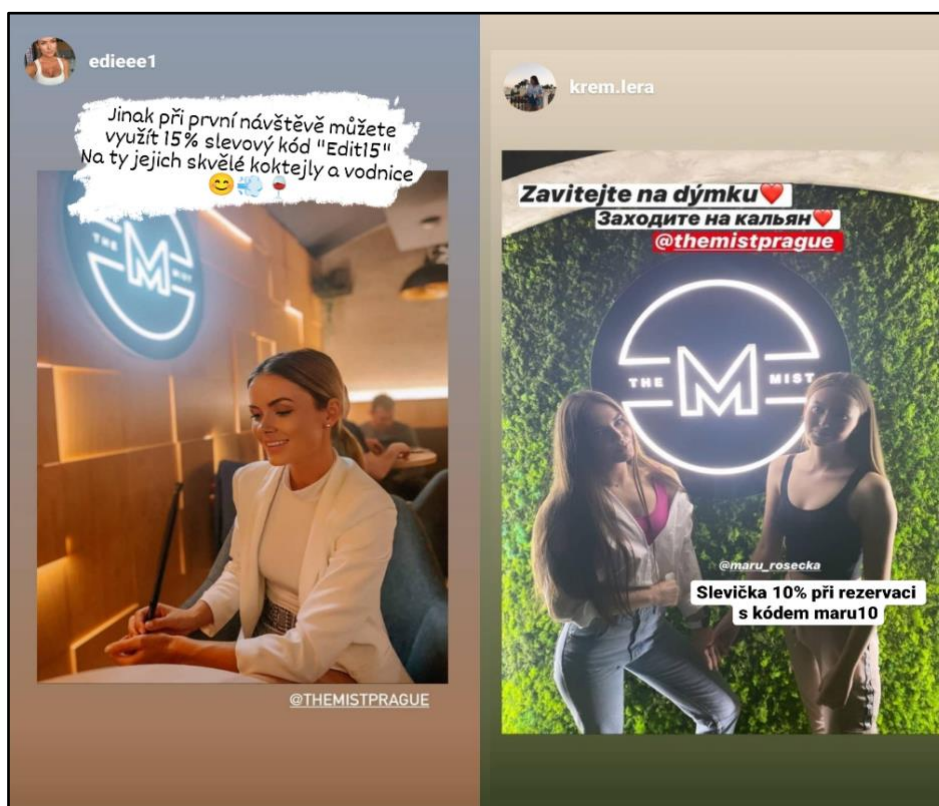 edieee1
Jinak při první návštěvě můžete
využít 15% slevový kód "Edit15"
Na ty jejich skvělé koktejly a vodnice
😊💨🍷
THE M MIST
@THEMISTPRAGUE
krem.lera
Zavitejte na dýmku❤️
Заходите на кальян❤️
@themistprague
THE M MIST
@maru_rosecka
Slevička 10% při rezervaci
s kódem maru10